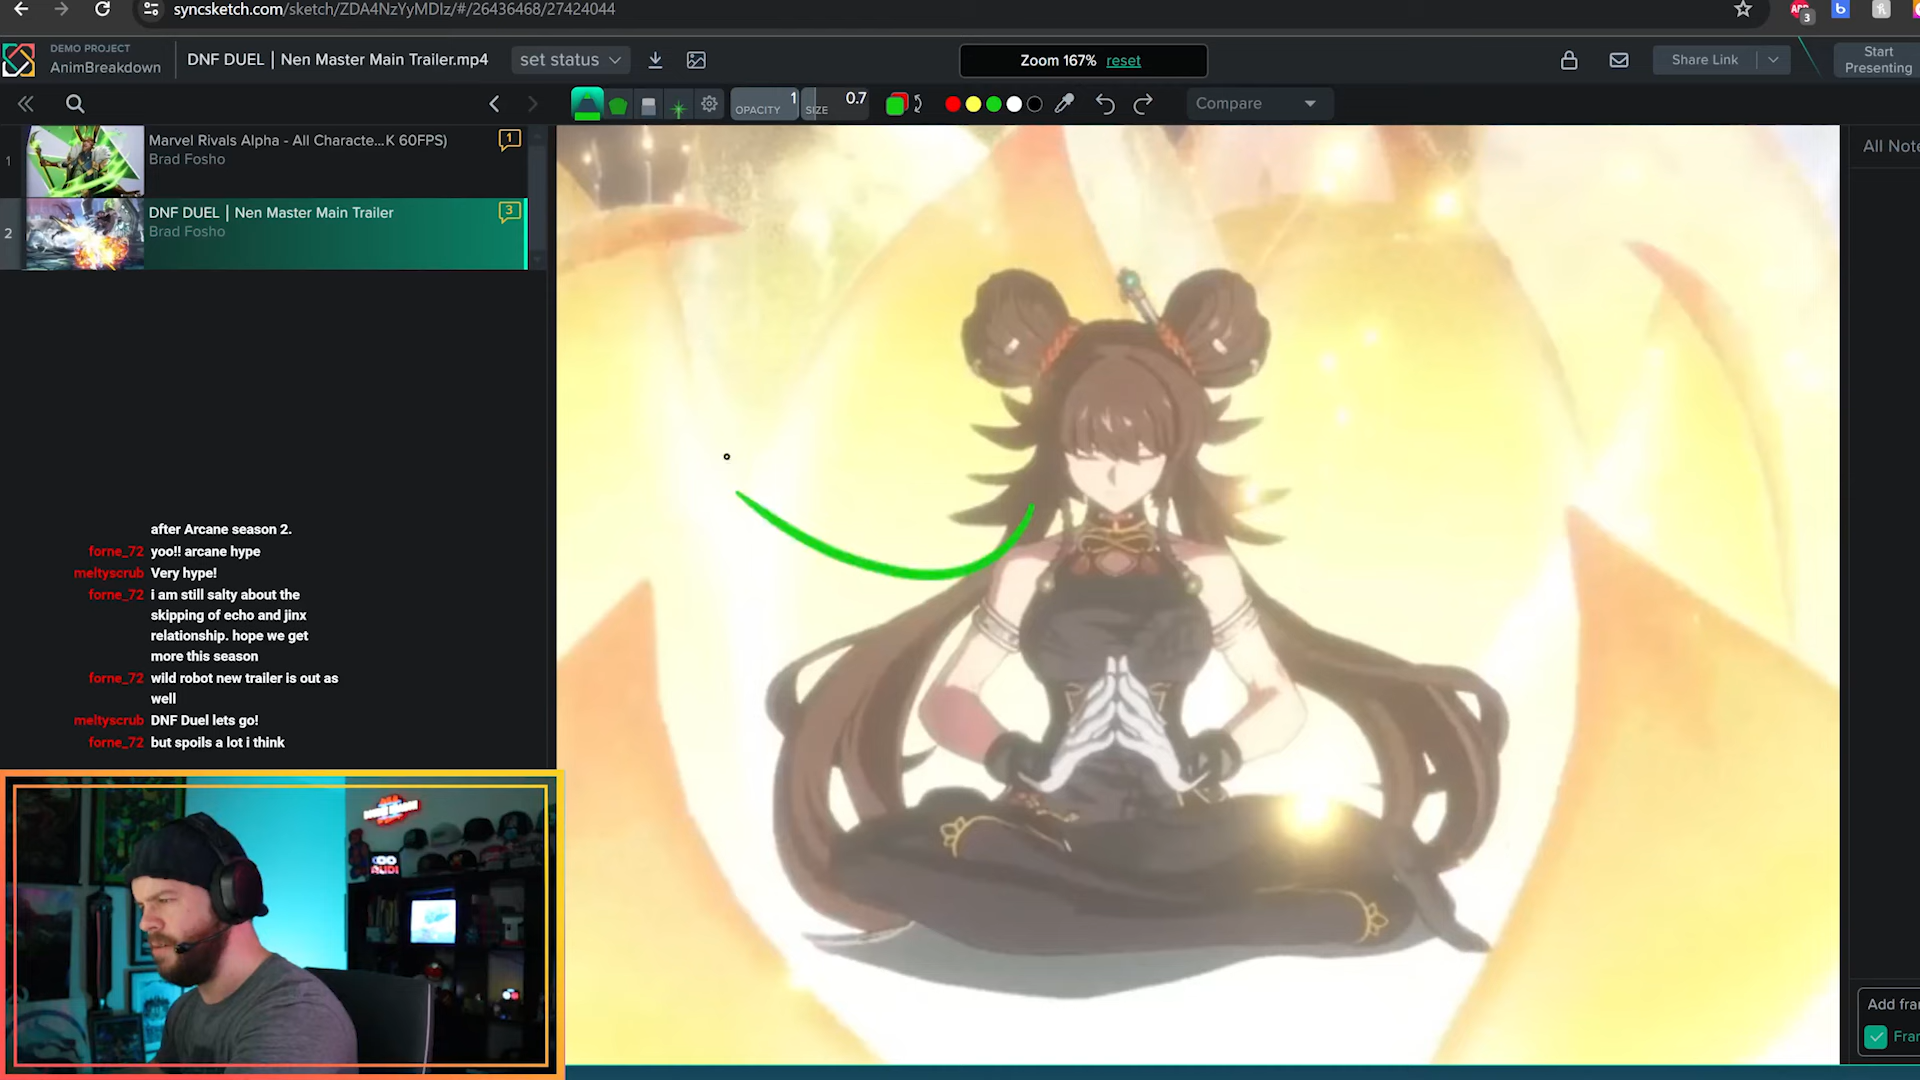 syncsketch.com/sketch/ZDA4NzYyMDIz/#/26436468/27424044
3
DEMO PROJECT
AnimBreakdown
DNF DUEL | Nen Master Main Trailer.mp4
set status
Zoom 167% reset
Share Link
Start
Presenting
OPACITY 1
SIZE 0.7
Compare
1
Marvel Rivals Alpha - All Characte...K 60FPS)
Brad Fosho
1
2
DNF DUEL | Nen Master Main Trailer
Brad Fosho
3
All Note
after Arcane season 2.
forne_72 yoo!! arcane hype
meltyscrub Very hype!
forne_72 i am still salty about the
skipping of echo and jinx
relationship. hope we get
more this season
forne_72 wild robot new trailer is out as
well
meltyscrub DNF Duel lets go!
forne_72 but spoils a lot i think
Add fra
Fran